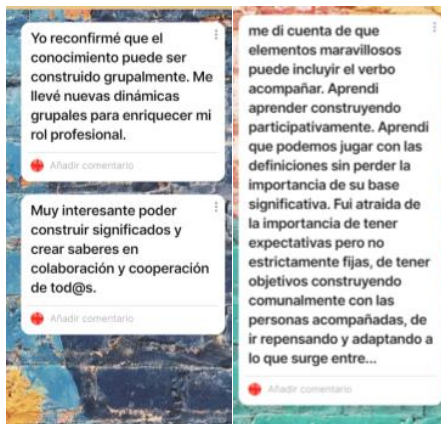 Yo reconfirmé que el
conocimiento puede ser
construido grupalmente. Me
llevé nuevas dinámicas
grupales para enriquecer mi
rol profesional.
Añadir comentario
Muy interesante poder
construir significados y
crear saberes en
colaboración y cooperación
de tod@s.
Añadir comentario
me di cuenta de que
elementos maravillosos
puede incluir el verbo
acompañar. Aprendi
aprender construyendo
participativamente. Aprendi
que podemos jugar con las
definiciones sin perder la
importancia de su base
significativa. Fui atraida de
la importancia de tener
expectativas pero no
estrictamente fijas, de tener
objetivos construyendo
comunalmente con las
personas acompañadas, de
ir repensando y adaptando a
lo que surge entre...
Añadir comentario